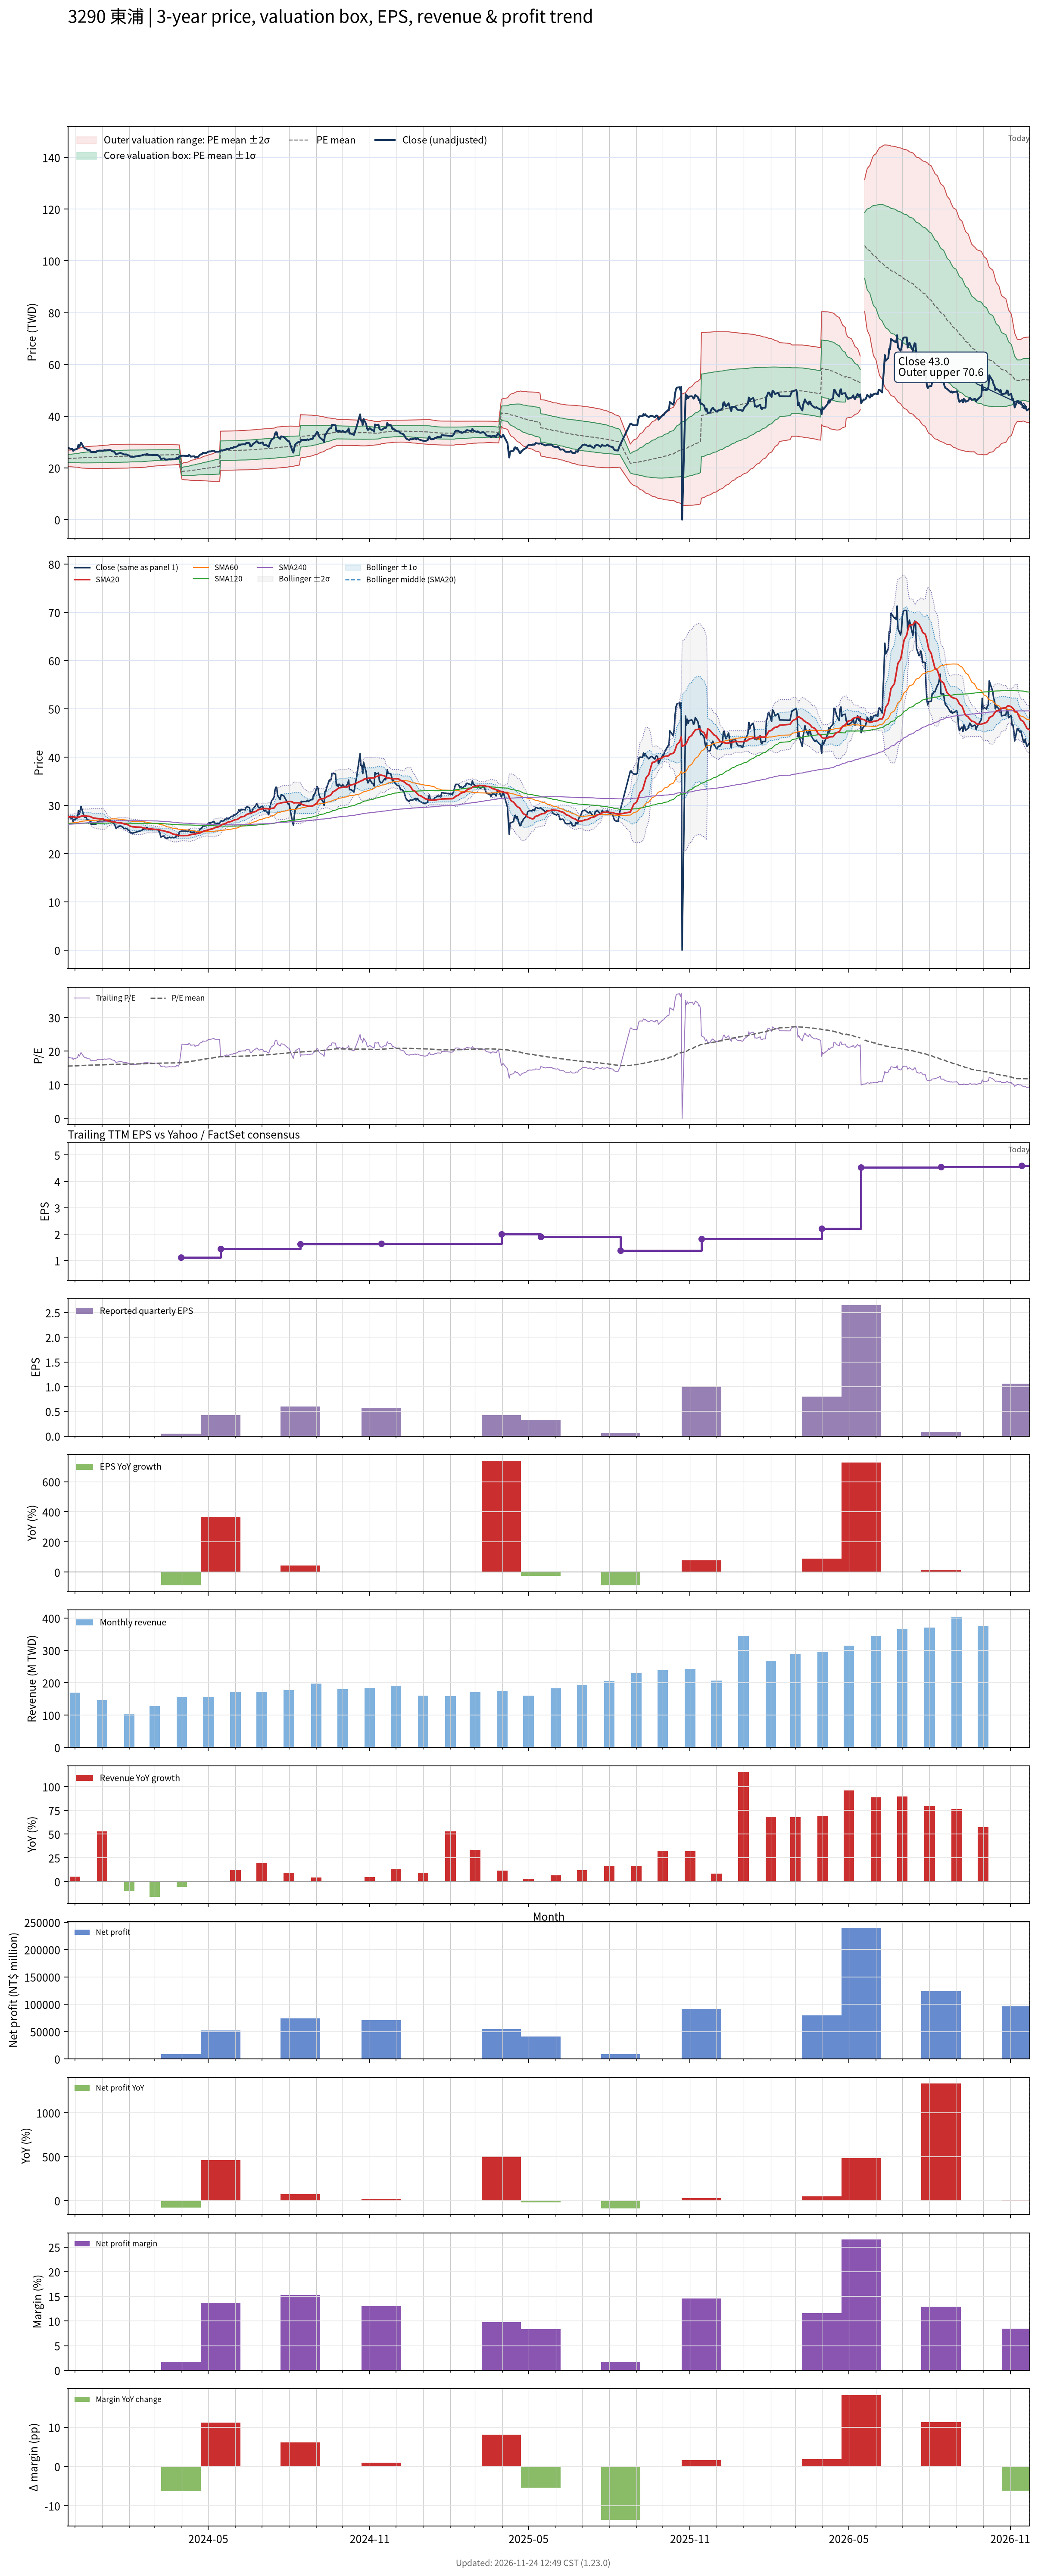 3290 東浦 | 3-year price, valuation box, EPS, revenue & profit trend
Outer valuation range: PE mean ±2σ
PE mean
Close (unadjusted)
Core valuation box: PE mean ±1σ
Today
Price (TWD)
140
120
100
80
60
40
20
0
Close 43.0
Outer upper 70.6
Close (same as panel 1)
SMA20
SMA60
SMA120
SMA240
Bollinger ±2σ
Bollinger ±1σ
Bollinger middle (SMA20)
Price
80
70
60
50
40
30
20
10
0
Trailing P/E
P/E mean
P/E
30
20
10
0
Trailing TTM EPS vs Yahoo / FactSet consensus
Today
EPS
5
4
3
2
1
Reported quarterly EPS
EPS
2.5
2.0
1.5
1.0
0.5
0.0
EPS YoY growth
YoY (%)
600
400
200
0
Monthly revenue
Revenue (M TWD)
400
300
200
100
0
Revenue YoY growth
YoY (%)
100
75
50
25
0
Month
Net profit
Net profit (NT$ million)
250000
200000
150000
100000
50000
0
Net profit YoY
YoY (%)
1000
500
0
Net profit margin
Margin (%)
25
20
15
10
5
0
Margin YoY change
Δ margin (pp)
10
0
-10
2024-05
2024-11
2025-05
2025-11
2026-05
2026-11
Updated: 2026-11-24 12:49 CST (1.23.0)